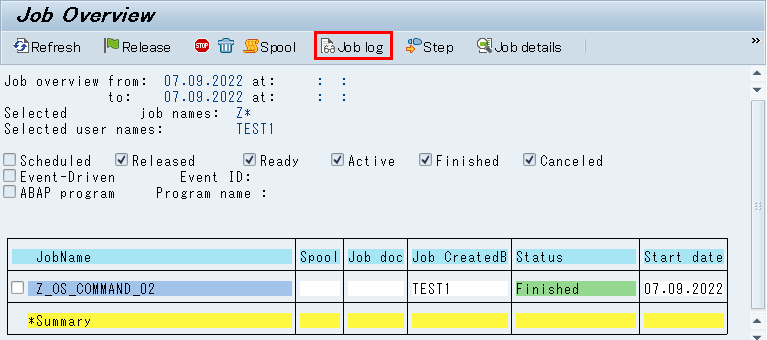 Job Overview
Refresh Release STOP Spool Job log Step Job details »
Job overview from: 07.09.2022 at: : :
to: 07.09.2022 at: : :
Selected job names: Z*
Selected user names: TEST1
Scheduled Released Ready Active Finished Canceled
Event-Driven Event ID:
ABAP program Program name :
JobName Spool Job doc Job CreatedB Status Start date
Z_OS_COMMAND_02 TEST1 Finished 07.09.2022
*Summary